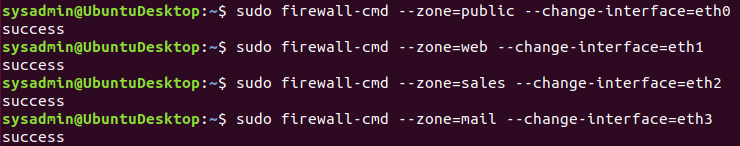 sysadmin@UbuntuDesktop:~$ sudo firewall-cmd --zone=public --change-interface=eth0
success
sysadmin@UbuntuDesktop:~$ sudo firewall-cmd --zone=web --change-interface=eth1
success
sysadmin@UbuntuDesktop:~$ sudo firewall-cmd --zone=sales --change-interface=eth2
success
sysadmin@UbuntuDesktop:~$ sudo firewall-cmd --zone=mail --change-interface=eth3
success